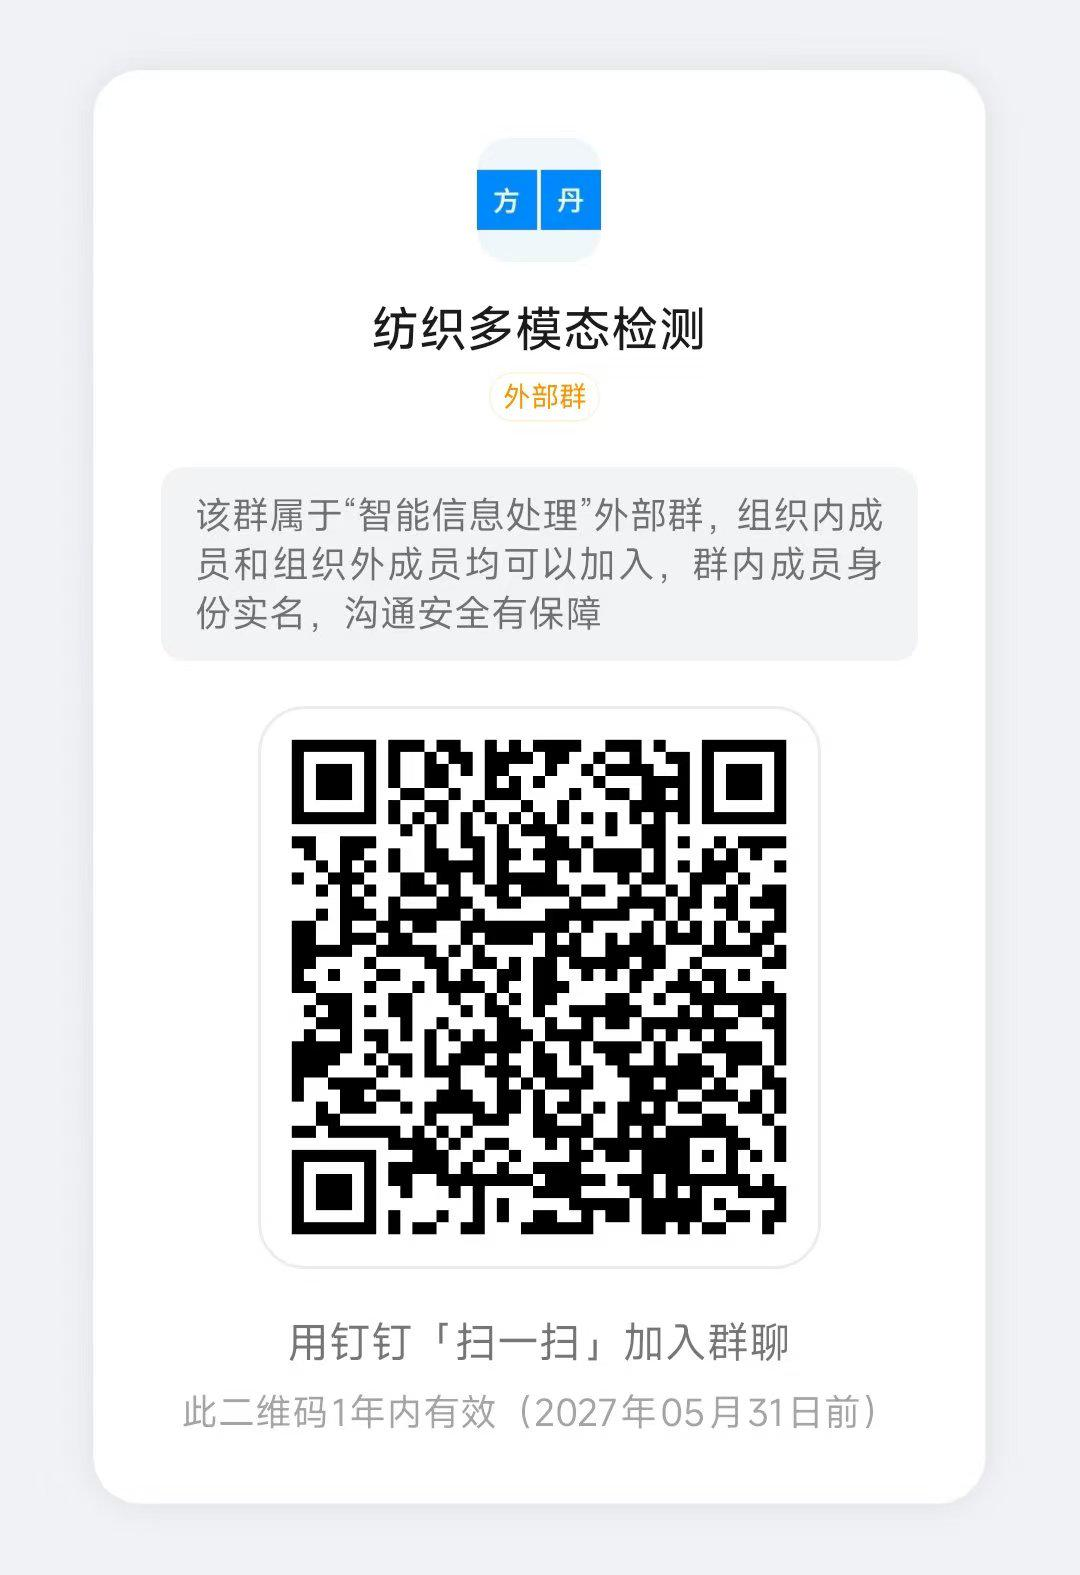 方 丹
纺织多模态检测
外部群
该群属于“智能信息处理”外部群，组织内成
员和组织外成员均可以加入，群内成员身
份实名，沟通安全有保障
用钉钉「扫一扫」加入群聊
此二维码1年内有效（2027年05月31日前）